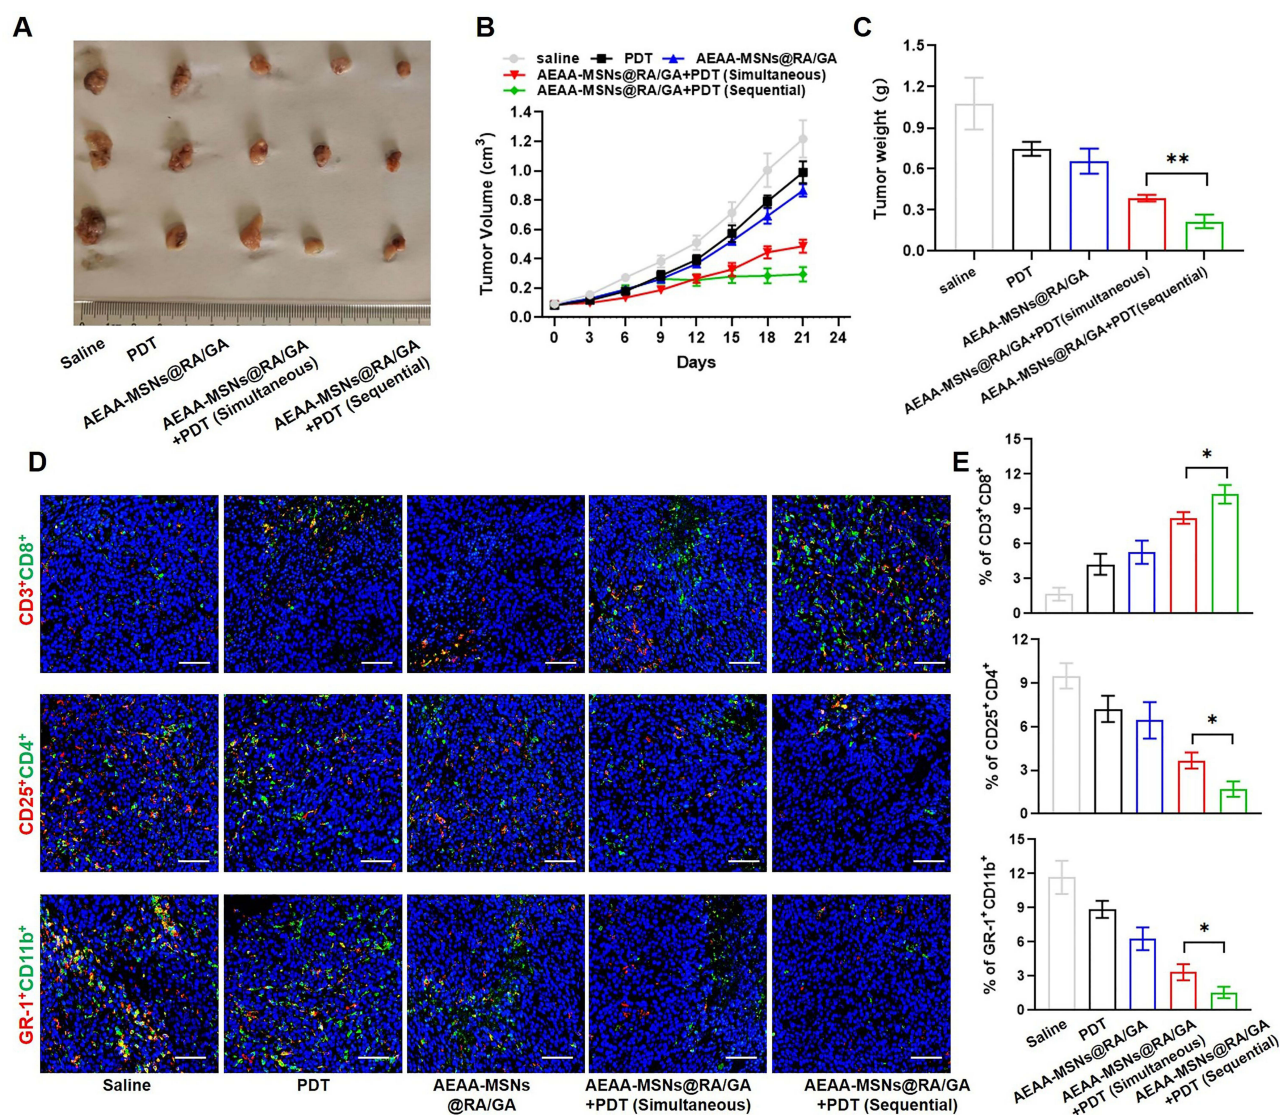 A
Saline
PDT
AEAA-MSNs@RA/GA
AEAA-MSNs@RA/GA
+PDT (Simultaneous)
AEAA-MSNs@RA/GA
+PDT (Sequential)
B
saline
PDT
AEAA-MSNs@RA/GA
AEAA-MSNs@RA/GA+PDT (Simultaneous)
AEAA-MSNs@RA/GA+PDT (Sequential)
Tumor Volume (cm³)
1.4
1.2
1.0
0.8
0.6
0.4
0.2
0.0
0 3 6 9 12 15 18 21 24
Days
C
Tumor weight (g)
1.5
1.2
0.9
0.6
0.3
0.0
**
saline
PDT
AEAA-MSNs@RA/GA
AEAA-MSNs@RA/GA+PDT(simultaneous)
AEAA-MSNs@RA/GA+PDT(sequential)
D
CD3⁺CD8⁺
CD25⁺CD4⁺
GR-1⁺CD11b⁺
Saline
PDT
AEAA-MSNs
@RA/GA
AEAA-MSNs@RA/GA
+PDT (Simultaneous)
AEAA-MSNs@RA/GA
+PDT (Sequential)
E
% of CD3⁺CD8⁺
15
12
9
6
3
0
*
% of CD25⁺CD4⁺
12
9
6
3
0
*
% of GR-1⁺CD11b⁺
15
12
9
6
3
0
*
Saline
PDT
AEAA-MSNs@RA/GA
AEAA-MSNs@RA/GA
+PDT (Simultaneous)
AEAA-MSNs@RA/GA
+PDT (Sequential)